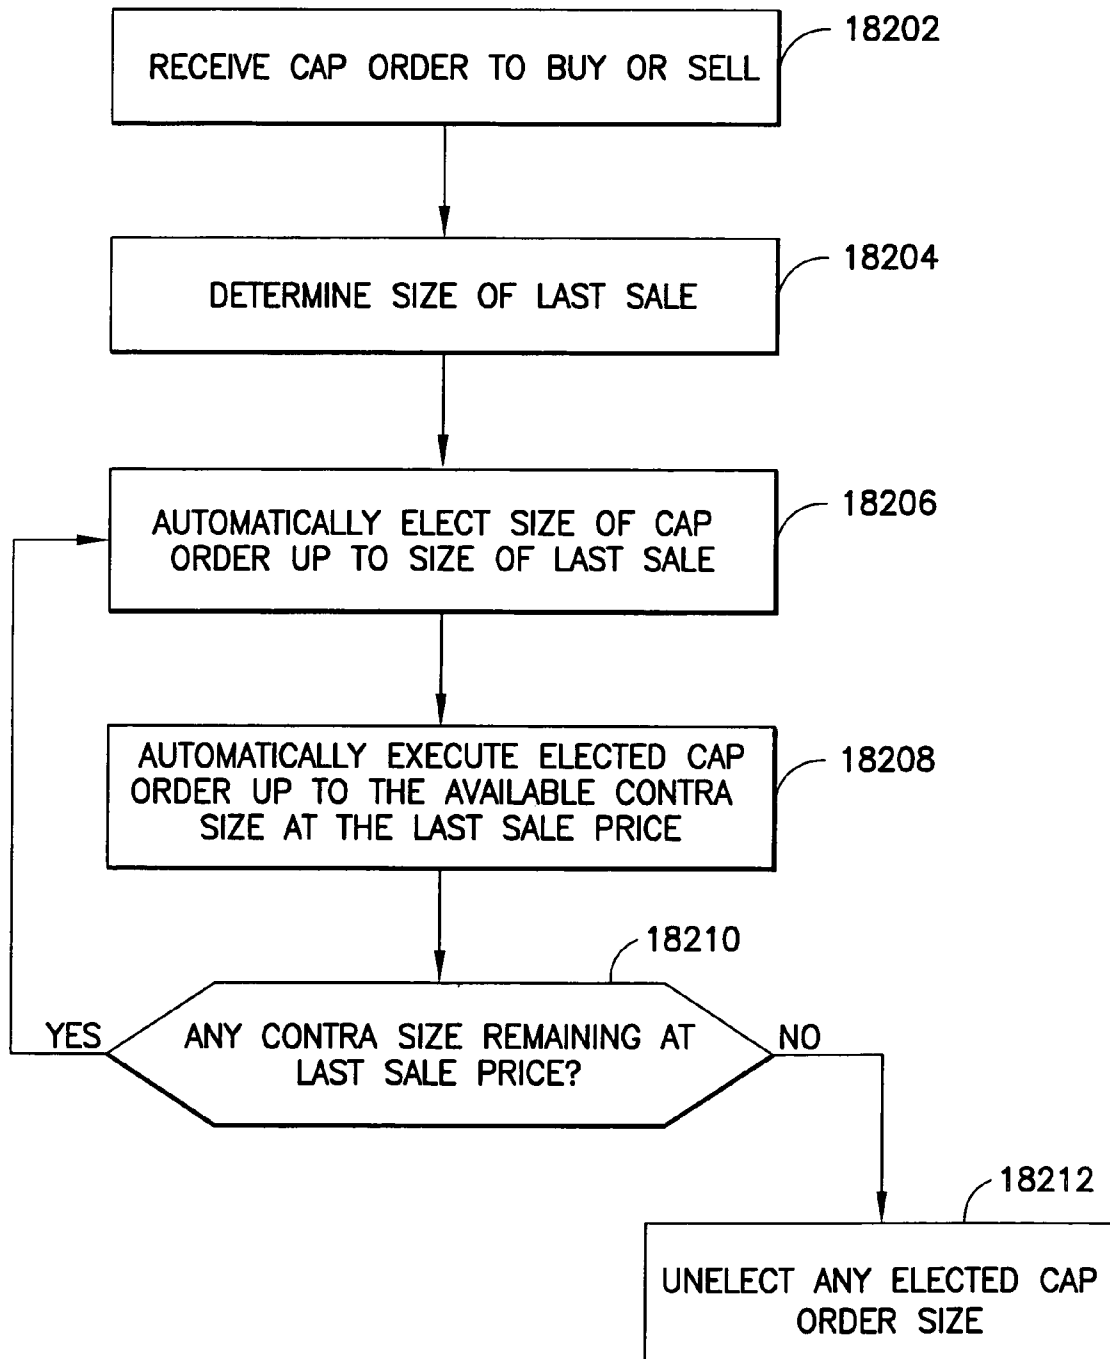 18202
RECEIVE CAP ORDER TO BUY OR SELL
18204
DETERMINE SIZE OF LAST SALE
18206
AUTOMATICALLY ELECT SIZE OF CAP
ORDER UP TO SIZE OF LAST SALE
18208
AUTOMATICALLY EXECUTE ELECTED CAP
ORDER UP TO THE AVAILABLE CONTRA
SIZE AT THE LAST SALE PRICE
18210
YES
ANY CONTRA SIZE REMAINING AT
LAST SALE PRICE?
NO
18212
UNELECT ANY ELECTED CAP
ORDER SIZE